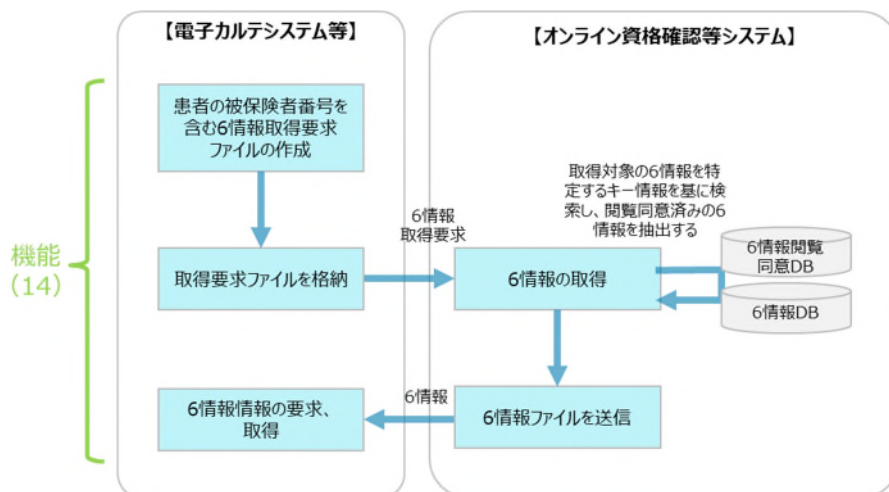 【電子カルテシステム等】
【オンライン資格確認等システム】
患者の被保険者番号を
含む6情報取得要求
ファイルの作成
取得対象の6情報を特
定するキー情報を基に検
索し、閲覧同意済みの6
情報を抽出する
6情報
取得要求
機能
（14）
取得要求ファイルを格納
6情報の取得
6情報閲覧
同意DB
6情報DB
6情報情報の要求、
取得
6情報
6情報ファイルを送信